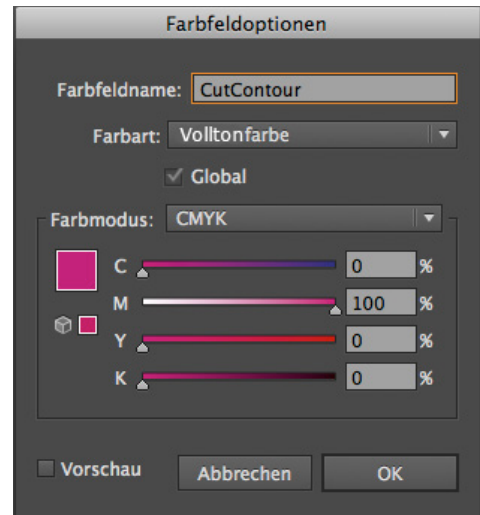 Farbfeldoptionen
Farbfeldname: CutContour
Farbart: Volltonfarbe
Global
Farbmodus: CMYK
C 0 %
M 100 %
Y 0 %
K 0 %
Vorschau Abbrechen OK